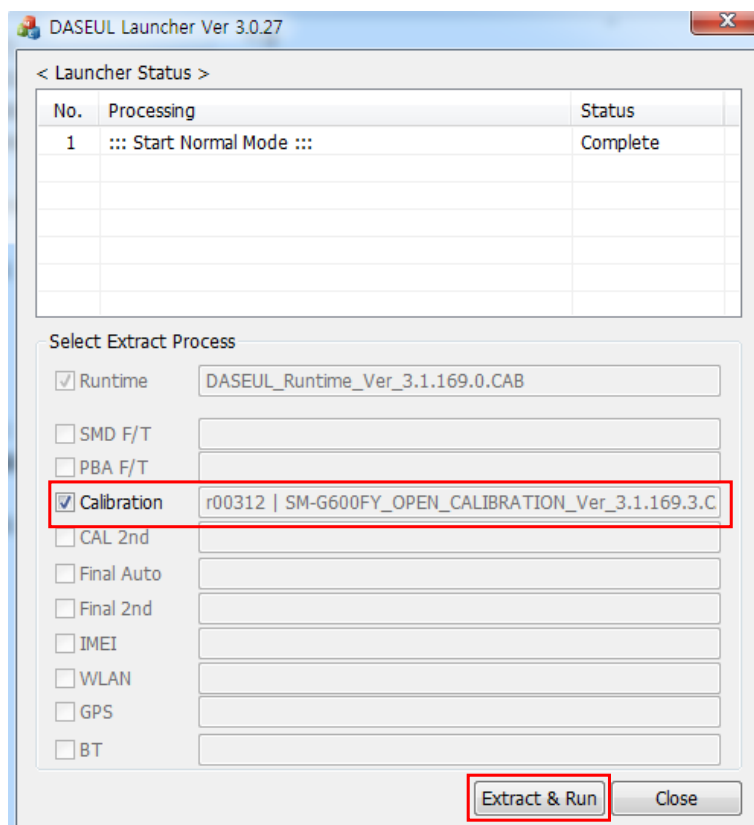 DASEUL Launcher Ver 3.0.27
< Launcher Status >
No. Processing Status
1 ::: Start Normal Mode ::: Complete
Select Extract Process
Runtime DASEUL_Runtime_Ver_3.1.169.0.CAB
SMD F/T
PBA F/T
Calibration r00312 | SM-G600FY_OPEN_CALIBRATION_Ver_3.1.169.3.C
CAL 2nd
Final Auto
Final 2nd
IMEI
WLAN
GPS
BT
Extract & Run Close